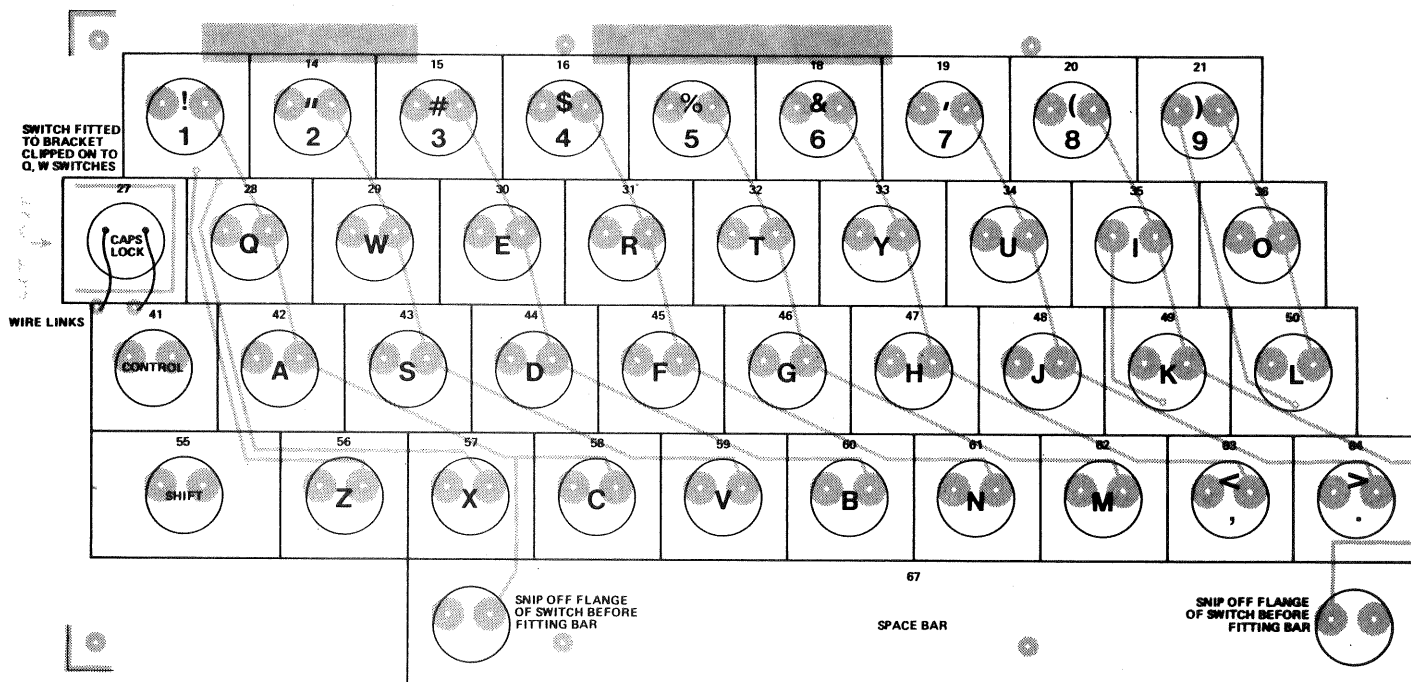 14 15 16 18 19 20 21
! " # $ % & ' ( )
1 2 3 4 5 6 7 8 9
SWITCH FITTED
TO BRACKET
CLIPPED ON TO
Q, W SWITCHES
27 28 29 30 31 32 33 34 35 36
CAPS
LOCK
Q W E R T Y U I O
WIRE LINKS
41 42 43 44 45 46 47 48 49 50
CONTROL A S D F G H J K L
55 56 57 58 59 60 61 62 63 64
SHIFT Z X C V B N M < >
, .
67
SNIP OFF FLANGE
OF SWITCH BEFORE
FITTING BAR
SPACE BAR
SNIP OFF FLANGE
OF SWITCH BEFORE
FITTING BAR